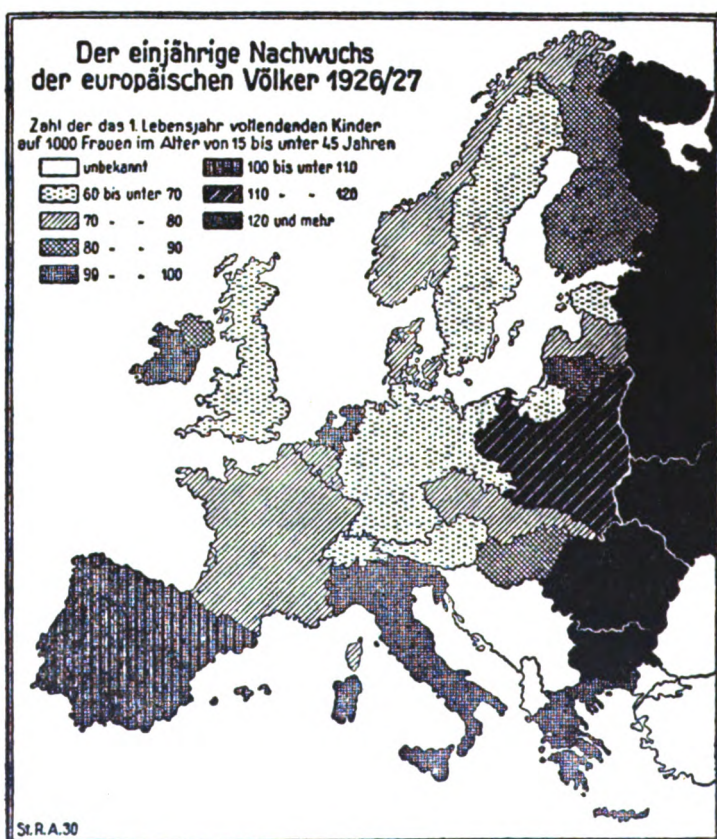 Der einjährige Nachwuchs
der europäischen Völker 1926/27
Zahl der das 1. Lebensjahr vollendenden Kinder
auf 1000 Frauen im Alter von 15 bis unter 45 Jahren
unbekannt
60 bis unter 70
70 - - 80
80 - - 90
90 - - 100
100 bis unter 110
110 - - 120
120 und mehr
St.R.A.30